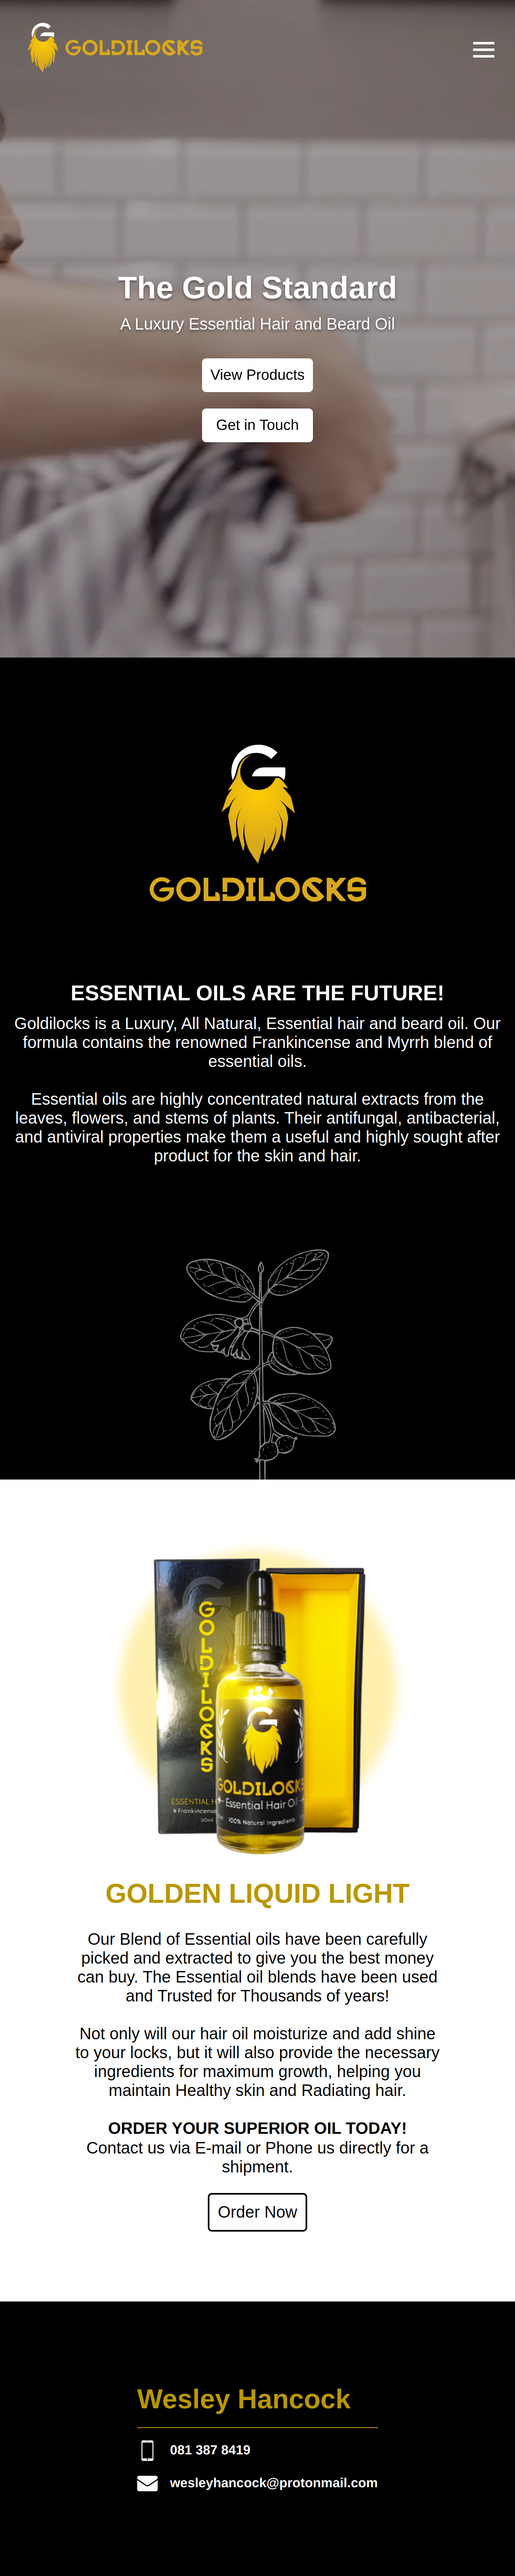 GOLDILOCKS
The Gold Standard
A Luxury Essential Hair and Beard Oil
View Products
Get in Touch
GOLDILOCKS
ESSENTIAL OILS ARE THE FUTURE!
Goldilocks is a Luxury, All Natural, Essential hair and beard oil. Our
formula contains the renowned Frankincense and Myrrh blend of
essential oils.
Essential oils are highly concentrated natural extracts from the
leaves, flowers, and stems of plants. Their antifungal, antibacterial,
and antiviral properties make them a useful and highly sought after
product for the skin and hair.
GOLDILOCKS
ESSENTIAL H
& Frankincense
50ml
G
GOLDILOCKS
Essential Hair Oil
100% Natural Ingredients
GOLDEN LIQUID LIGHT
Our Blend of Essential oils have been carefully
picked and extracted to give you the best money
can buy. The Essential oil blends have been used
and Trusted for Thousands of years!
Not only will our hair oil moisturize and add shine
to your locks, but it will also provide the necessary
ingredients for maximum growth, helping you
maintain Healthy skin and Radiating hair.
ORDER YOUR SUPERIOR OIL TODAY!
Contact us via E-mail or Phone us directly for a
shipment.
Order Now
Wesley Hancock
081 387 8419
wesleyhancock@protonmail.com